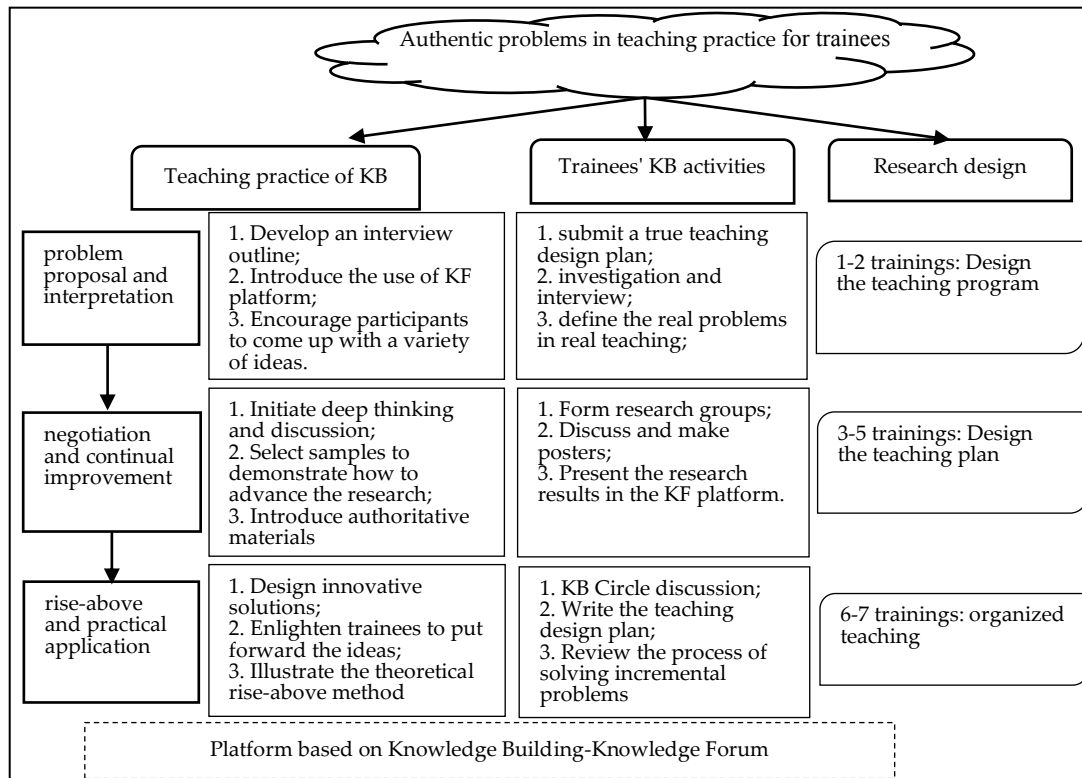 Authentic problems in teaching practice for trainees
Teaching practice of KB
Trainees' KB activities
Research design
problem
proposal and
interpretation
1. Develop an interview
outline;
2. Introduce the use of KF
platform;
3. Encourage participants
to come up with a variety
of ideas.
1. submit a true teaching
design plan;
2. investigation and
interview;
3. define the real problems
in real teaching;
1-2 trainings: Design
the teaching program
negotiation
and continual
improvement
1. Initiate deep thinking
and discussion;
2. Select samples to
demonstrate how to
advance the research;
3. Introduce authoritative
materials
1. Form research groups;
2. Discuss and make
posters;
3. Present the research
results in the KF platform.
3-5 trainings: Design
the teaching plan
rise-above
and practical
application
1. Design innovative
solutions;
2. Enlighten trainees to put
forward the ideas;
3. Illustrate the theoretical
rise-above method
1. KB Circle discussion;
2. Write the teaching
design plan;
3. Review the process of
solving incremental
problems
6-7 trainings: organized
teaching
Platform based on Knowledge Building-Knowledge Forum